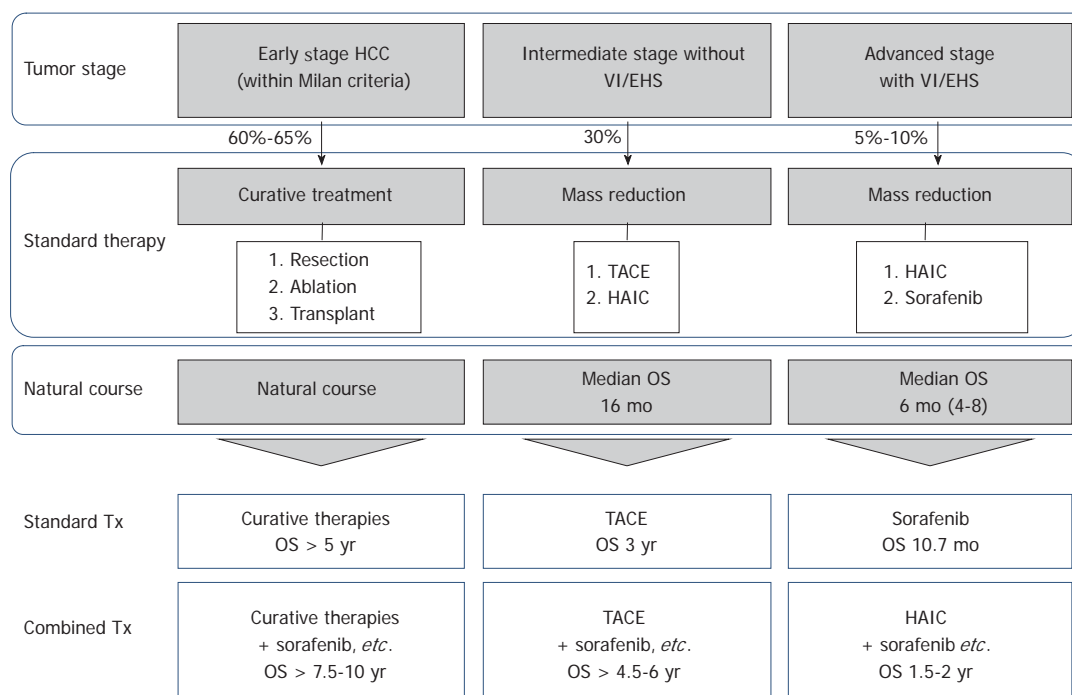 Tumor stage
Early stage HCC
(within Milan criteria)
Intermediate stage without
VI/EHS
Advanced stage
with VI/EHS
60%-65%
30%
5%-10%
Standard therapy
Curative treatment
Mass reduction
Mass reduction
1. Resection
2. Ablation
3. Transplant
1. TACE
2. HAIC
1. HAIC
2. Sorafenib
Natural course
Natural course
Median OS
16 mo
Median OS
6 mo (4-8)
Standard Tx
Curative therapies
OS > 5 yr
TACE
OS 3 yr
Sorafenib
OS 10.7 mo
Combined Tx
Curative therapies
+ sorafenib, etc.
OS > 7.5-10 yr
TACE
+ sorafenib, etc.
OS > 4.5-6 yr
HAIC
+ sorafenib etc.
OS 1.5-2 yr